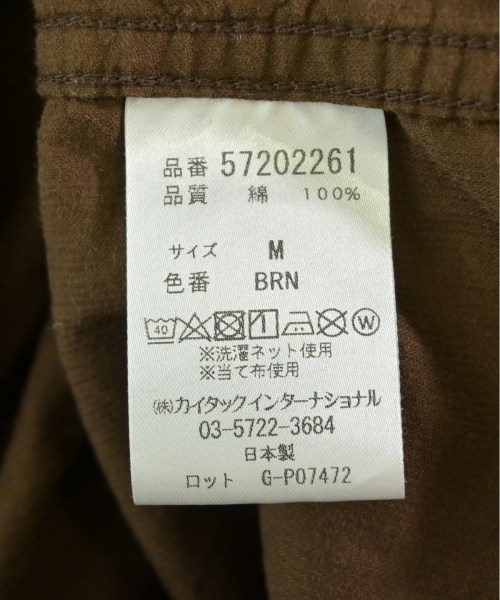 品番 57202261
品質 綿 100%
サイズ M
色番 BRN
40 W
※洗濯ネット使用
※当て布使用
㈱カイタックインターナショナル
03-5722-3684
日本製
ロット G-P07472